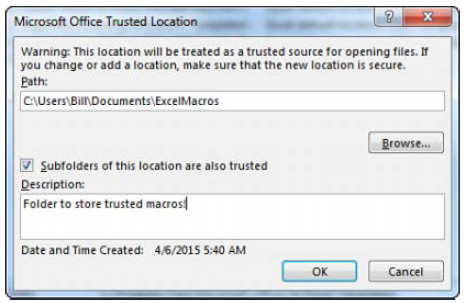 Microsoft Office Trusted Location
Warning: This location will be treated as a trusted source for opening files. If
you change or add a location, make sure that the new location is secure.
Path:
C:\Users\Bill\Documents\ExcelMacros
Browse...
Subfolders of this location are also trusted
Description:
Folder to store trusted macros!
Date and Time Created: 4/6/2015 5:40 AM
OK Cancel